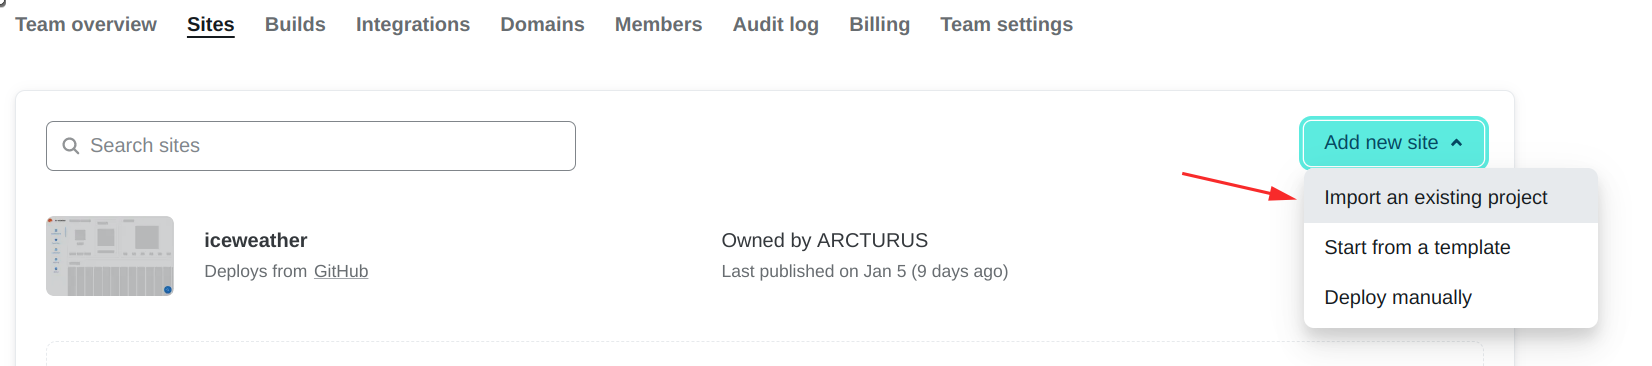 Team overview Sites Builds Integrations Domains Members Audit log Billing Team settings
Search sites
Add new site
Import an existing project
Start from a template
Deploy manually
iceweather
Deploys from GitHub
Owned by ARCTURUS
Last published on Jan 5 (9 days ago)